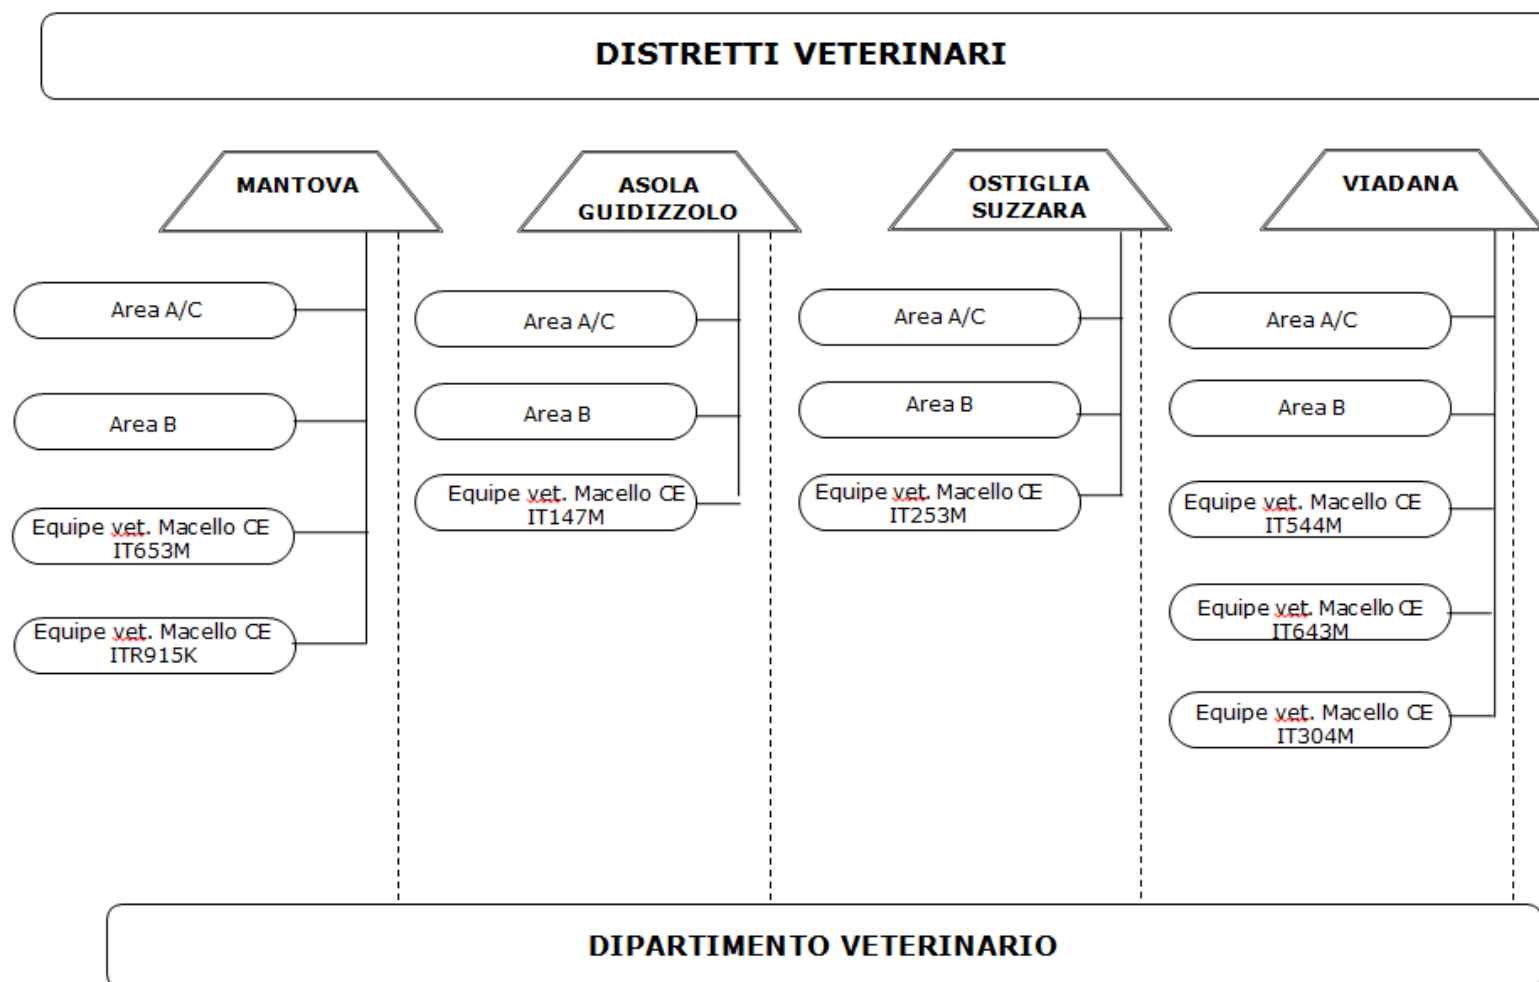 DISTRETTI VETERINARI
MANTOVA
Area A/C
Area B
Equipe vet. Macello CE
IT653M
Equipe vet. Macello CE
ITR915K
ASOLA
GUIDIZZOLO
Area A/C
Area B
Equipe vet. Macello CE
IT147M
OSTIGLIA
SUZZARA
Area A/C
Area B
Equipe vet. Macello CE
IT253M
VIADANA
Area A/C
Area B
Equipe vet. Macello CE
IT544M
Equipe vet. Macello CE
IT643M
Equipe vet. Macello CE
IT304M
DIPARTIMENTO VETERINARIO